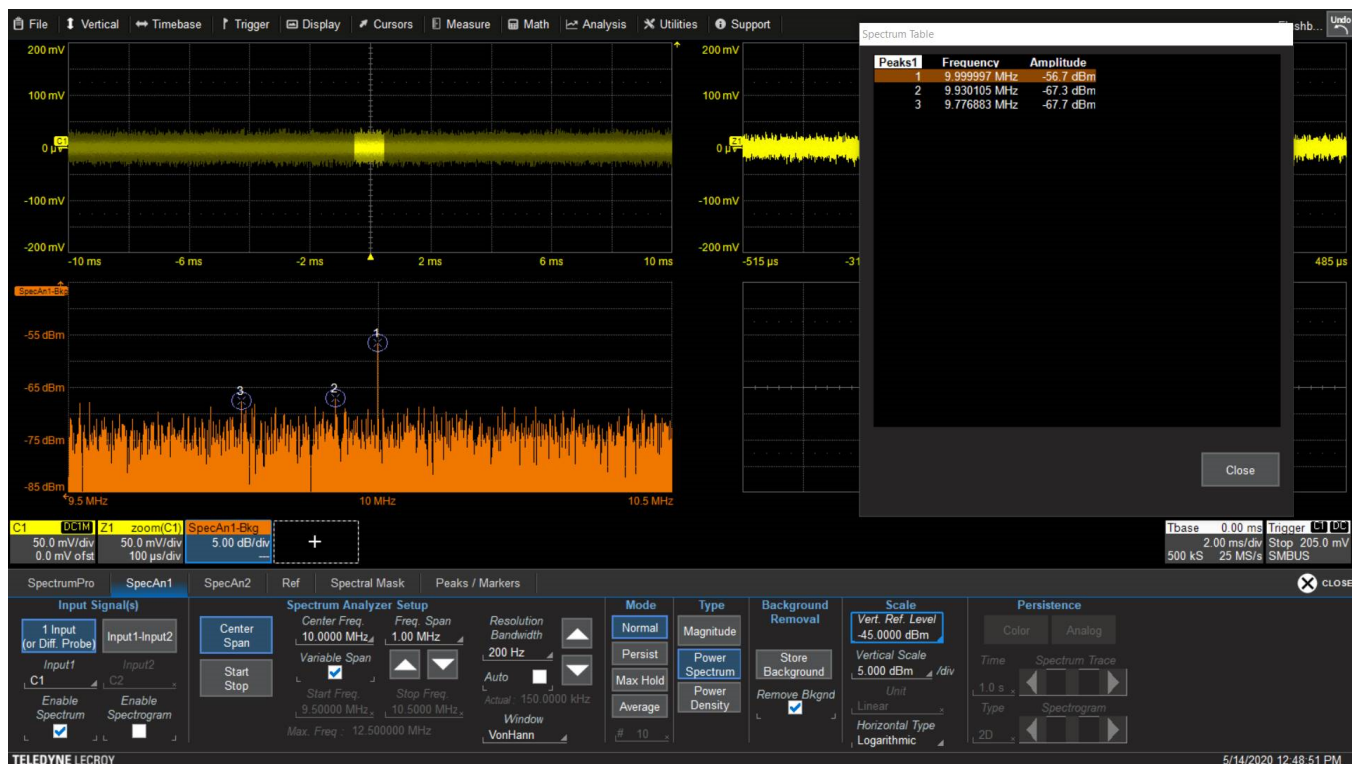 File Vertical Timebase Trigger Display Cursors Measure Math Analysis Utilities Support
Undo
Spectrum Table
Peaks1 Frequency Amplitude
1 9.999997 MHz -56.7 dBm
2 9.930105 MHz -67.3 dBm
3 9.776883 MHz -67.7 dBm
Close
200 mV
100 mV
C1
-100 mV
-200 mV
-10 ms -6 ms -2 ms 2 ms 6 ms 10 ms
200 mV
100 mV
Z1
-100 mV
-200 mV
-515 µs 485 µs
SpecAn1-Bkg
-55 dBm
-65 dBm
-75 dBm
-85 dBm
1
2
3
9.5 MHz 10 MHz 10.5 MHz
C1 DC1M
50.0 mV/div
0.0 mV ofst
Z1 zoom(C1)
50.0 mV/div
100 µs/div
SpecAn1-Bkg
5.00 dB/div
---
+
Tbase 0.00 ms
2.00 ms/div
500 kS 25 MS/s
Trigger C1 DC
Stop 205.0 mV
SMBUS
SpectrumPro SpecAn1 SpecAn2 Ref Spectral Mask Peaks / Markers
CLOSE
Input Signal(s)
1 Input
(or Diff. Probe)
Input1-Input2
Input1
C1
Input2
C2
Enable
Spectrum
Enable
Spectrogram
Spectrum Analyzer Setup
Center
Span
Start
Stop
Center Freq.
10.0000 MHz
Freq. Span
1.00 MHz
Variable Span
Start Freq.
9.50000 MHz
Stop Freq.
10.5000 MHz
Max. Freq : 12.500000 MHz
Resolution
Bandwidth
200 Hz
Auto
Actual : 150.0000 kHz
Window
VonHann
Mode
Normal
Persist
Max Hold
Average
# 10
Type
Magnitude
Power
Spectrum
Power
Density
Background
Removal
Store
Background
Remove Bkgnd
Scale
Vert. Ref. Level
-45.0000 dBm
Vertical Scale
5.000 dBm /div
Unit
Linear
Horizontal Type
Logarithmic
Persistence
Color
Analog
Time
1.0 s
Spectrum Trace
Type
2D
Spectrogram
TELEDYNE LECROY
5/14/2020 12:48:51 PM